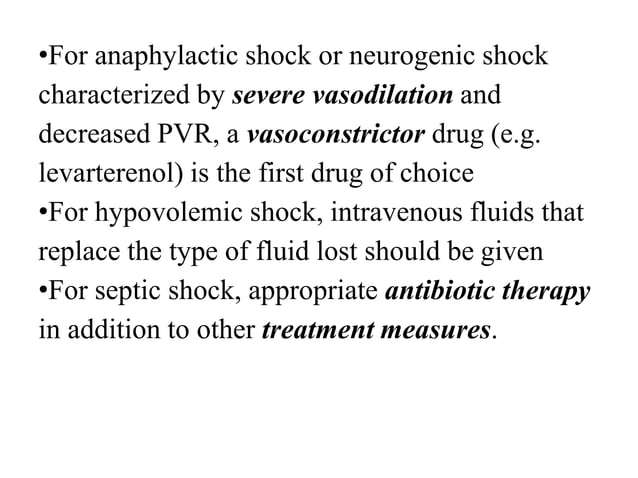 •For anaphylactic shock or neurogenic shock
characterized by severe vasodilation and
decreased PVR, a vasoconstrictor drug (e.g.
levarterenol) is the first drug of choice
•For hypovolemic shock, intravenous fluids that
replace the type of fluid lost should be given
•For septic shock, appropriate antibiotic therapy
in addition to other treatment measures.